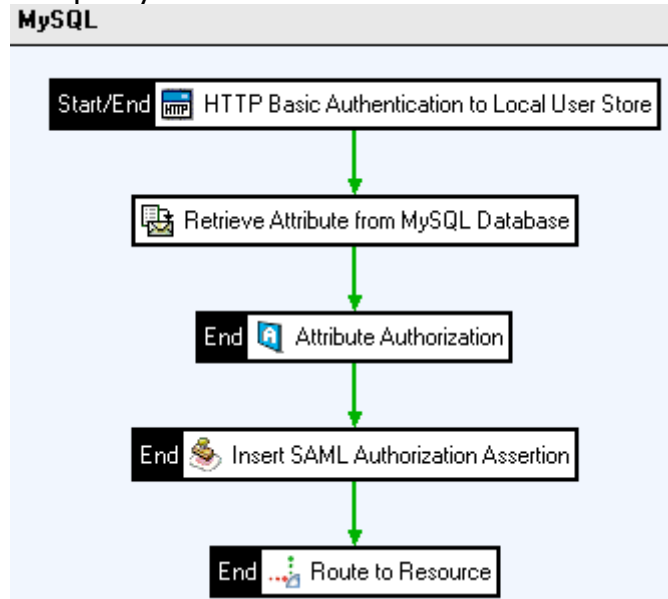 MySQL
Start/End HTTP HTTP Basic Authentication to Local User Store
Retrieve Attribute from MySQL Database
End A Attribute Authorization
End Insert SAML Authorization Assertion
End Route to Resource